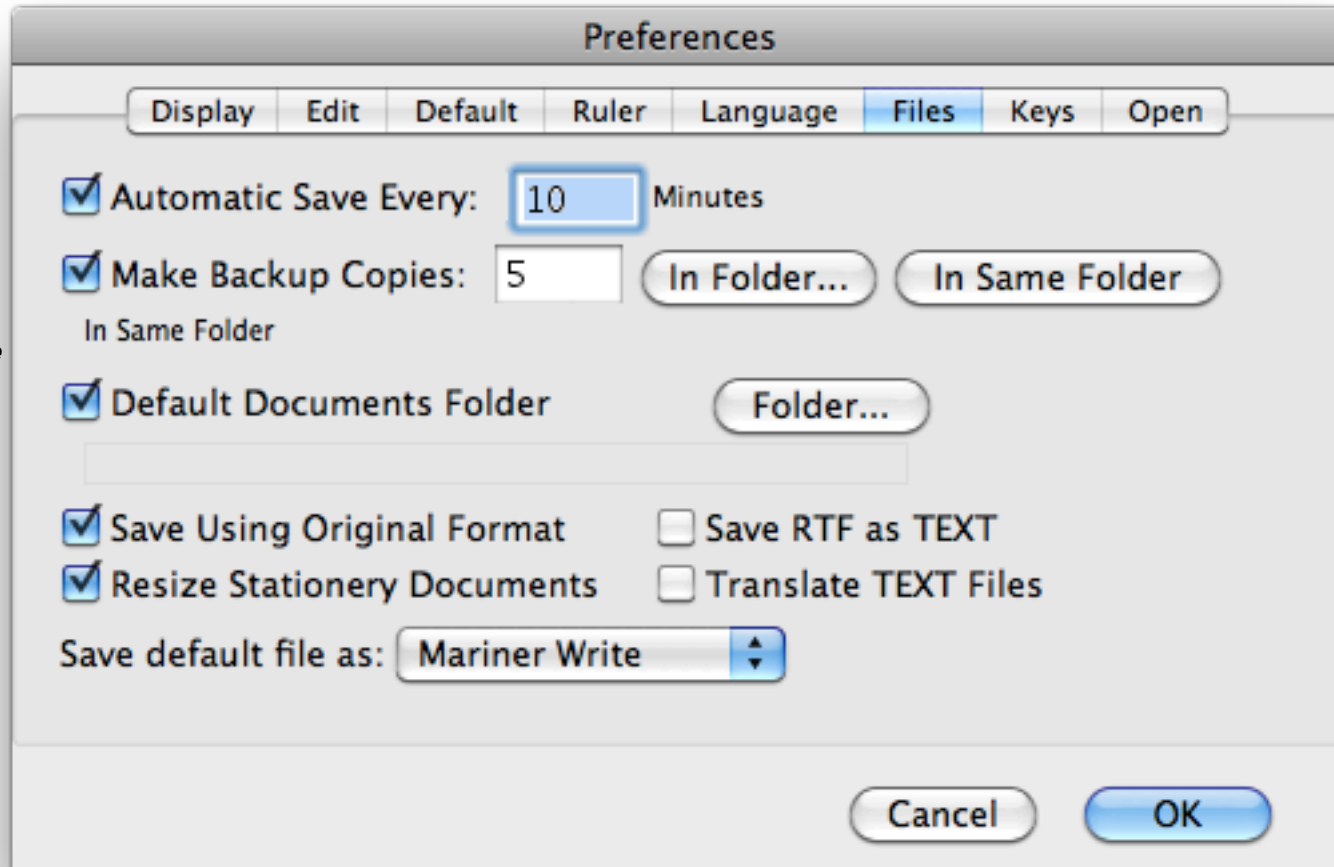 Preferences
Display Edit Default Ruler Language Files Keys Open
Automatic Save Every: 10 Minutes
Make Backup Copies: 5 In Folder... In Same Folder
In Same Folder
Default Documents Folder Folder...
Save Using Original Format Save RTF as TEXT
Resize Stationery Documents Translate TEXT Files
Save default file as: Mariner Write
Cancel OK